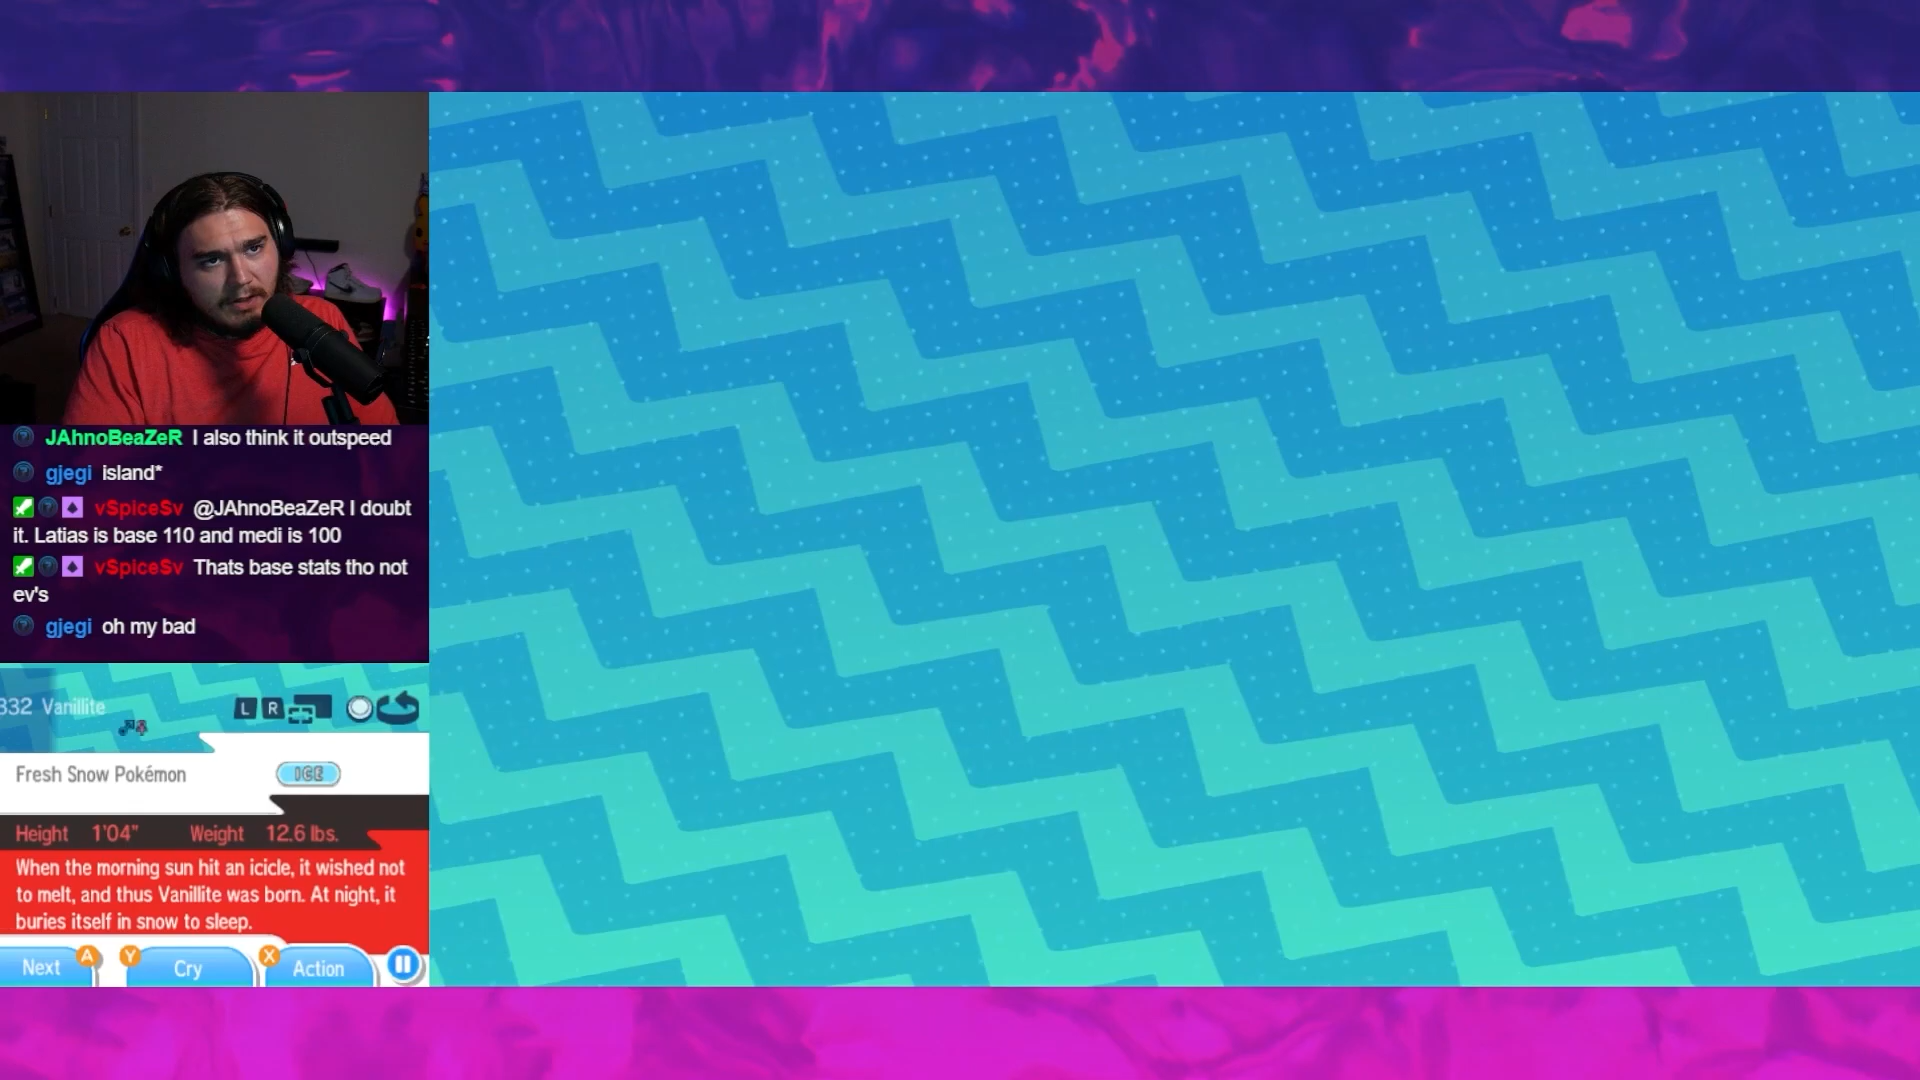 JAhnoBeaZeR I also think it outspeed
gjegi island*
v$pice$v @JAhnoBeaZeR I doubt
it. Latias is base 110 and medi is 100
v$pice$v Thats base stats tho not
ev's
gjegi oh my bad
332 Vanillite
L R
Fresh Snow Pokémon ICE
Height 1'04" Weight 12.6 lbs.
When the morning sun hit an icicle, it wished not
to melt, and thus Vanillite was born. At night, it
buries itself in snow to sleep.
Next A Y Cry X Action